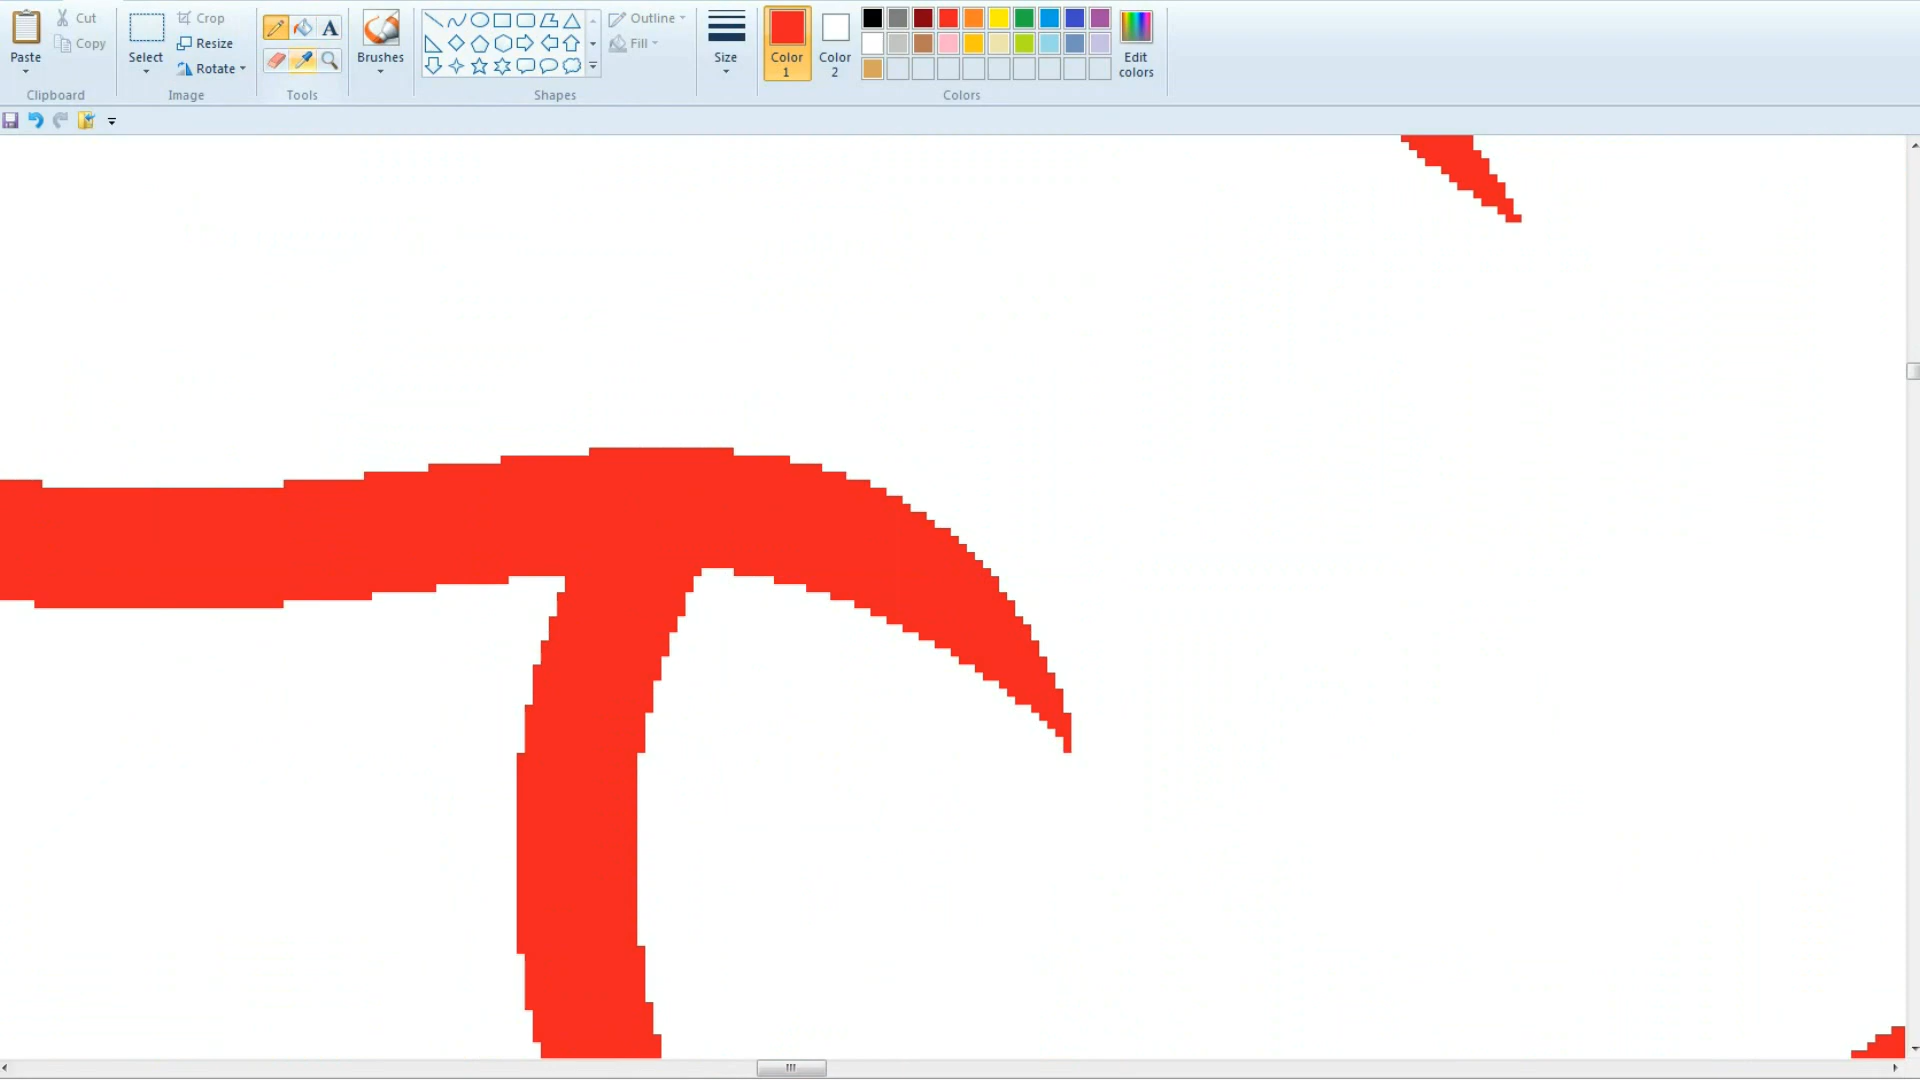 Paste
Cut
Copy
Clipboard
Select
Crop
Resize
Rotate
Image
A
Tools
Brushes
Outline
Fill
Shapes
Size
Color
1
Color
2
Edit
colors
Colors